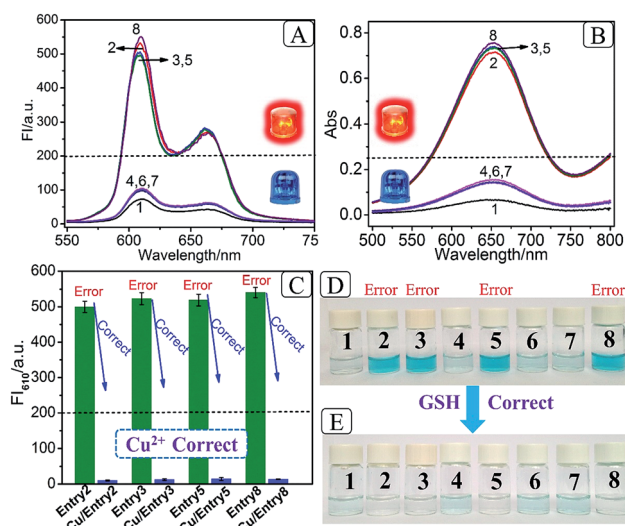 A
600
500
400
300
200
100
0
FI/a.u.
8
2
3,5
4,6,7
1
550
600
650
700
75
Wavelength/nm
B
0.8
0.6
0.4
0.2
0.0
Abs
8
3,5
2
4,6,7
1
500
550
600
650
700
750
800
Wavelength/nm
C
600
500
400
300
200
100
0
FI610/a.u.
Error Error Error Error
Correct Correct Correct Correct
Cu2+ Correct
Entry2
Cu/Entry2
Entry3
Cu/Entry3
Entry5
Cu/Entry5
Entry8
Cu/Entry8
D
Error Error Error Error
1 2 3 4 5 6 7 8
GSH Correct
E
1 2 3 4 5 6 7 8